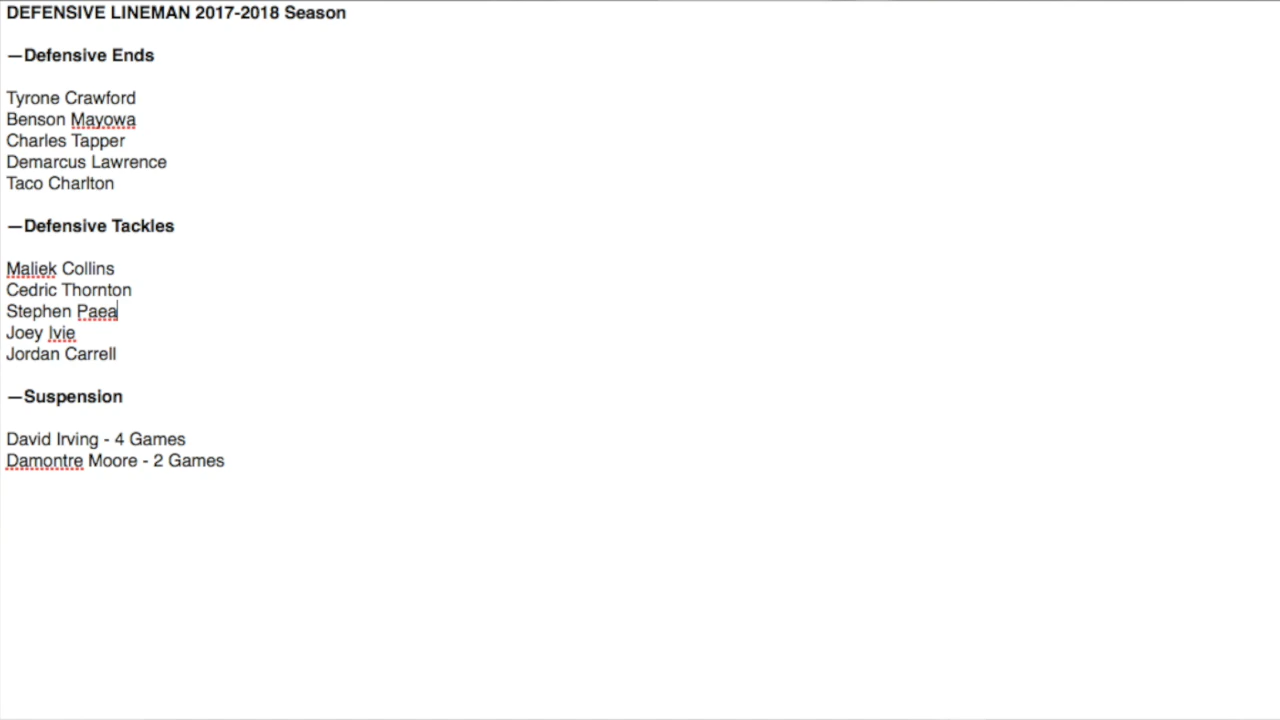 DEFENSIVE LINEMAN 2017-2018 Season
—Defensive Ends
Tyrone Crawford
Benson Mayowa
Charles Tapper
Demarcus Lawrence
Taco Charlton
—Defensive Tackles
Maliek Collins
Cedric Thornton
Stephen Paea
Joey Ivie
Jordan Carrell
—Suspension
David Irving - 4 Games
Damontre Moore - 2 Games